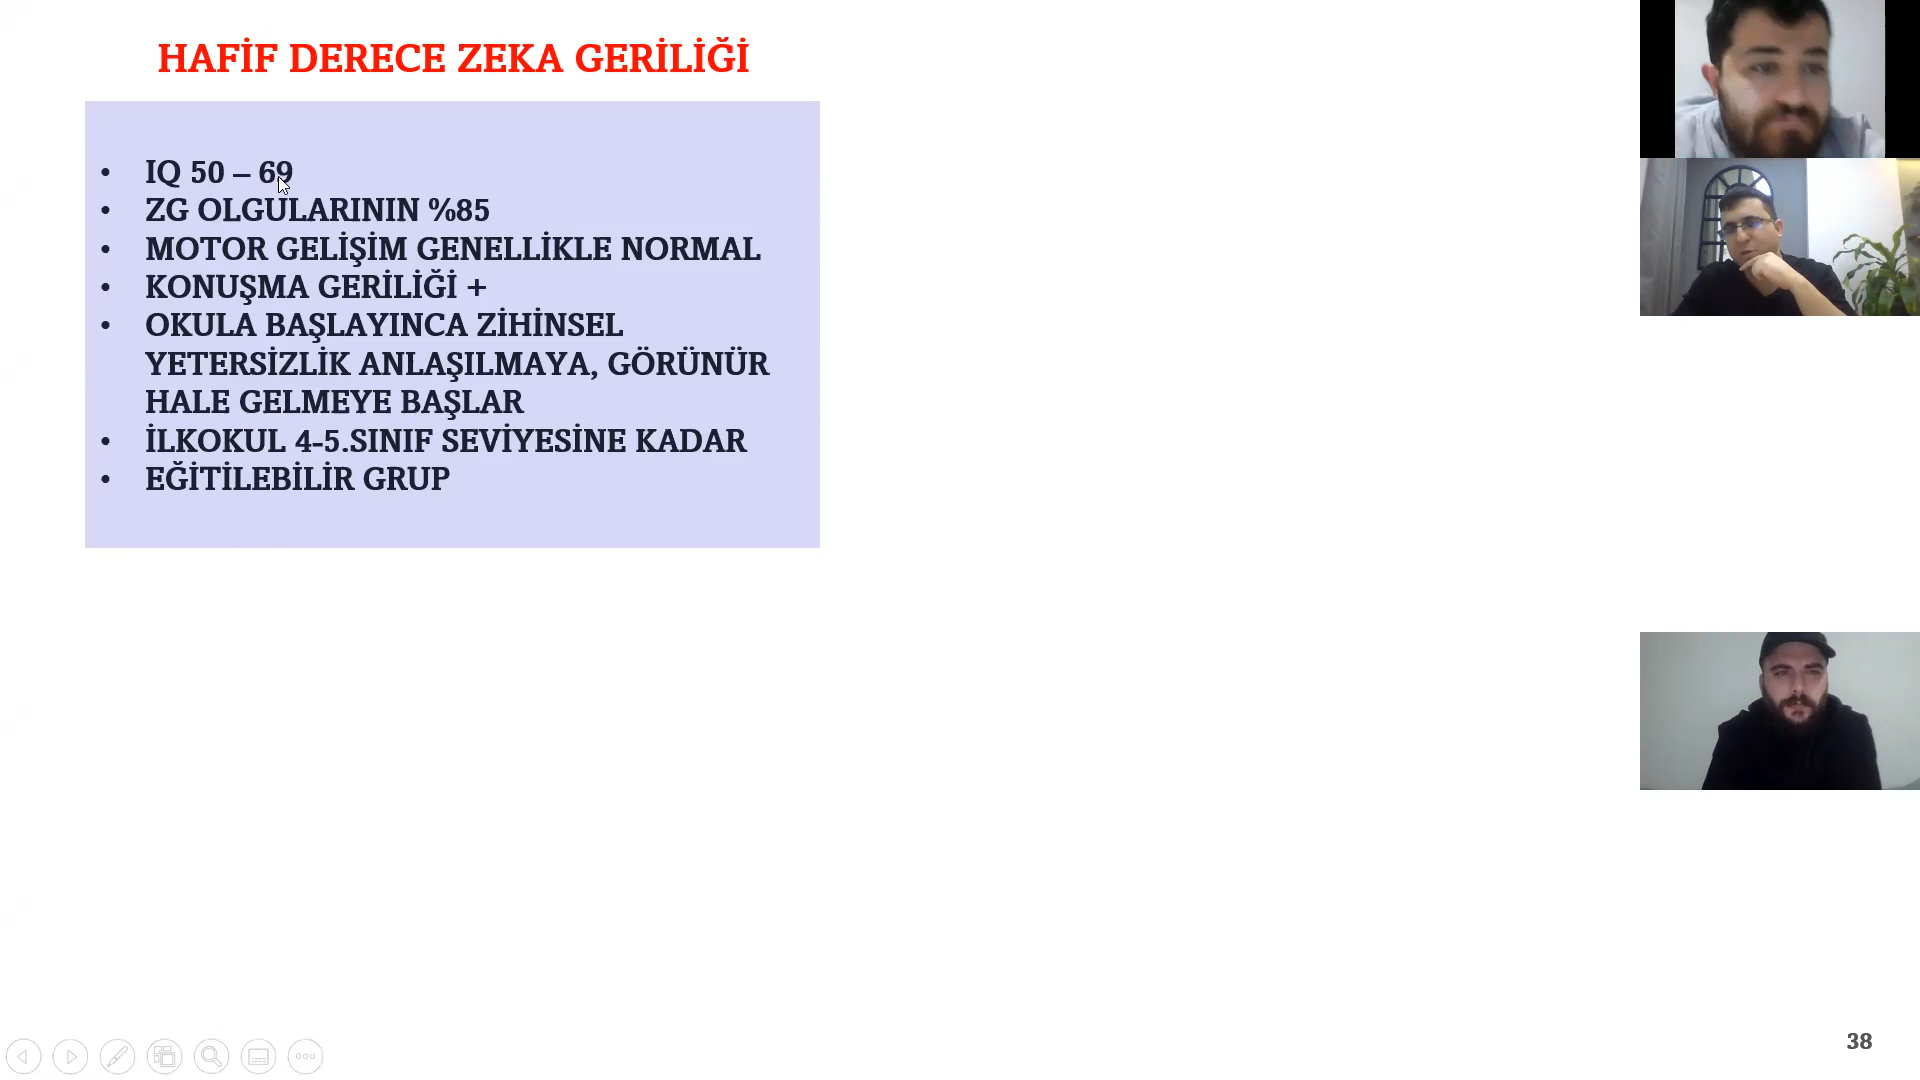 HAFİF DERECE ZEKA GERİLİĞİ
• IQ 50 – 69
• ZG OLGULARININ %85
• MOTOR GELİŞİM GENELLİKLE NORMAL
• KONUŞMA GERİLİĞİ +
• OKULA BAŞLAYINCA ZİHİNSEL
YETERSİZLİK ANLAŞILMAYA, GÖRÜNÜR
HALE GELMEYE BAŞLAR
• İLKOKUL 4-5.SINIF SEVİYESİNE KADAR
• EĞİTİLEBİLİR GRUP
38